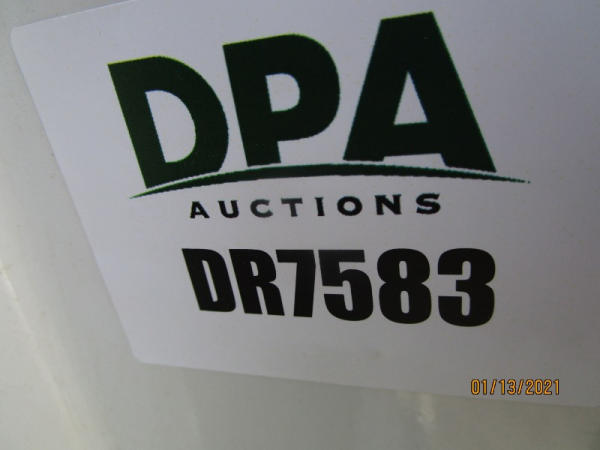 DPA
AUCTIONS
DR7583
01/13/2021